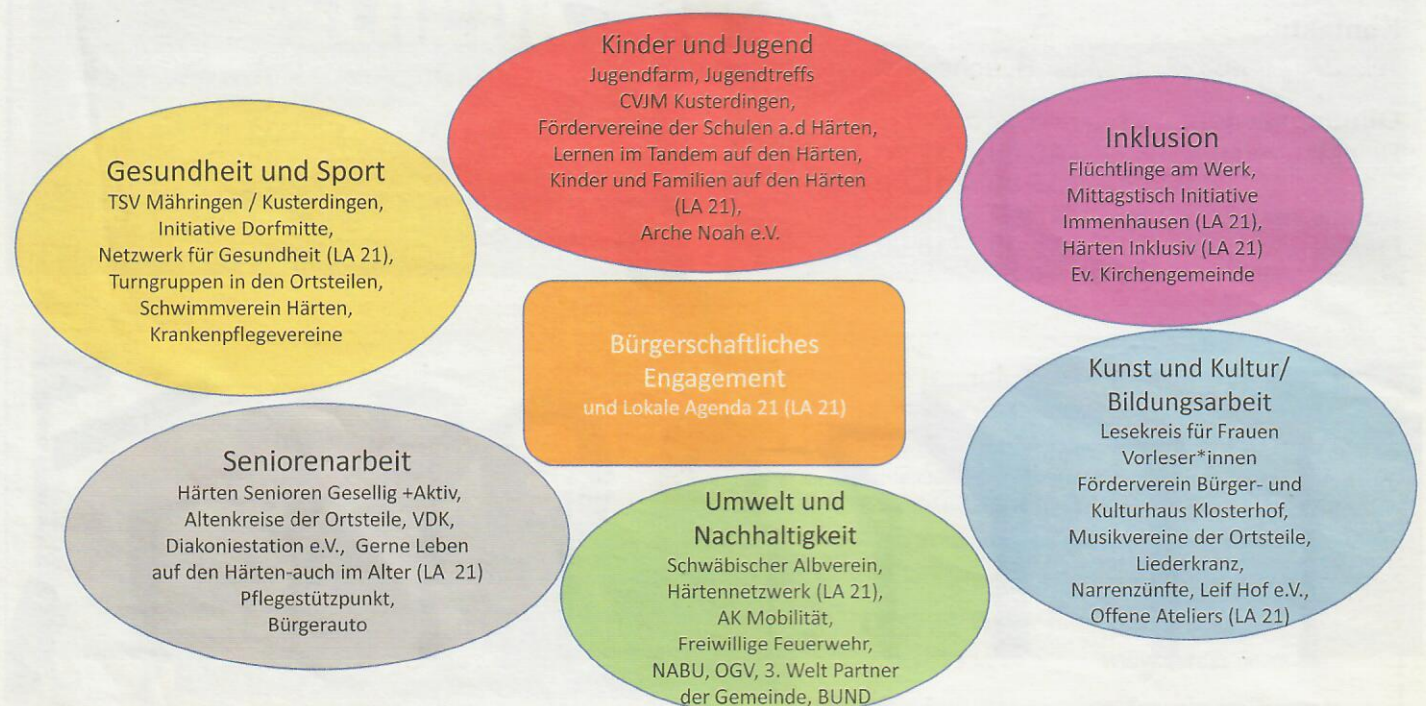 Kinder und Jugend
Jugendfarm, Jugendtreffs
CVJM Kusterdingen,
Fördervereine der Schulen a.d Härten,
Lernen im Tandem auf den Härten,
Kinder und Familien auf den Härten
(LA 21),
Arche Noah e.V.
Gesundheit und Sport
TSV Mähringen / Kusterdingen,
Initiative Dorfmitte,
Netzwerk für Gesundheit (LA 21),
Turngruppen in den Ortsteilen,
Schwimmverein Härten,
Krankenpflegevereine
Inklusion
Flüchtlinge am Werk,
Mittagstisch Initiative
Immenhausen (LA 21),
Härten Inklusiv (LA 21)
Ev. Kirchengemeinde
Bürgerschaftliches
Engagement
und Lokale Agenda 21 (LA 21)
Seniorenarbeit
Härten Senioren Gesellig +Aktiv,
Altenkreise der Ortsteile, VDK,
Diakoniestation e.V., Gerne Leben
auf den Härten-auch im Alter (LA 21)
Pflegestützpunkt,
Bürgerauto
Umwelt und
Nachhaltigkeit
Schwäbischer Albverein,
Härtennetzwerk (LA 21),
AK Mobilität,
Freiwillige Feuerwehr,
NABU, OGV, 3. Welt Partner
der Gemeinde, BUND
Kunst und Kultur/
Bildungsarbeit
Lesekreis für Frauen
Vorleser*innen
Förderverein Bürger- und
Kulturhaus Klosterhof,
Musikvereine der Ortsteile,
Liederkranz,
Narrenzünfte, Leif Hof e.V.,
Offene Ateliers (LA 21)